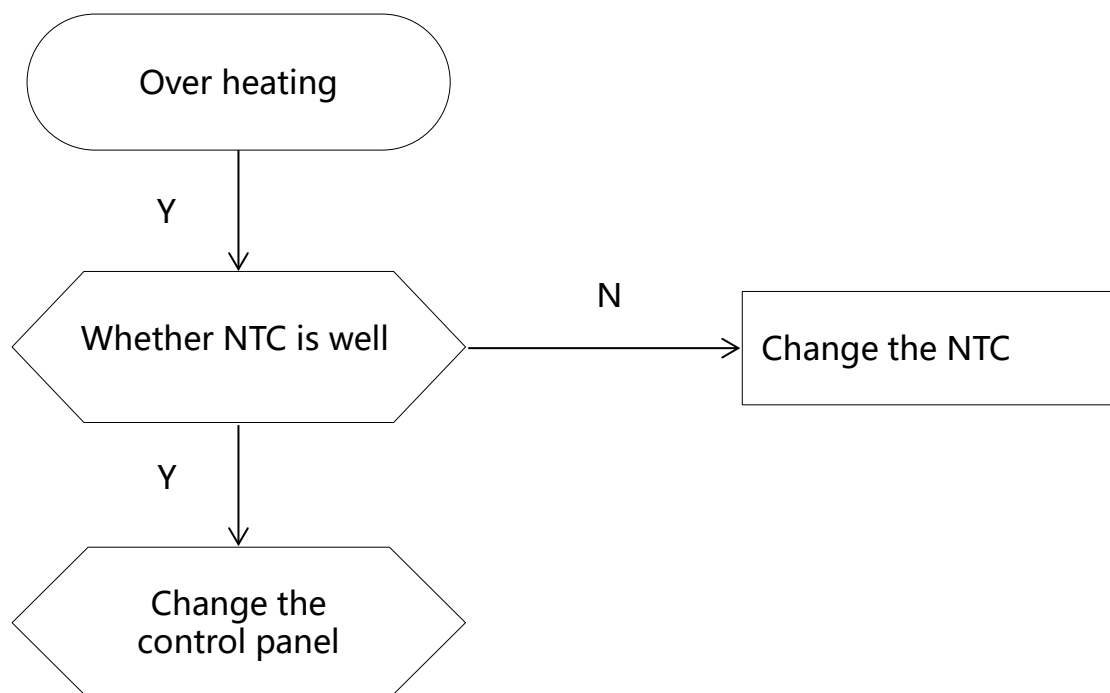 Over heating
Y
N
Whether NTC is well
Change the NTC
Y
Change the
control panel